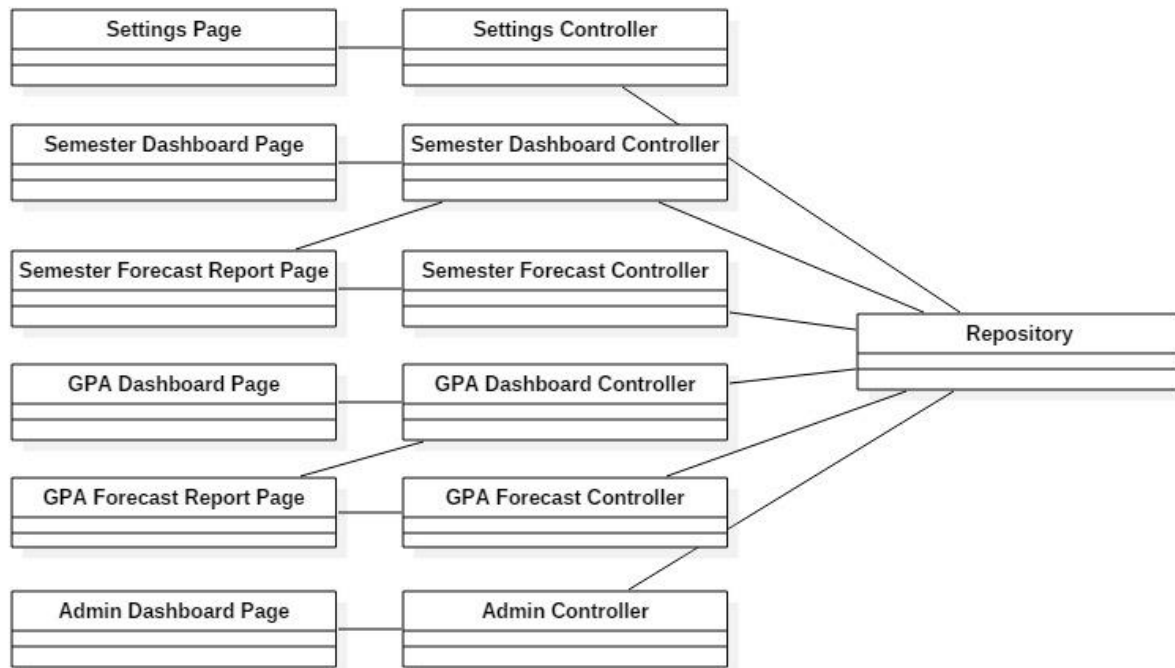 Settings Page
Settings Controller
Semester Dashboard Page
Semester Dashboard Controller
Semester Forecast Report Page
Semester Forecast Controller
Repository
GPA Dashboard Page
GPA Dashboard Controller
GPA Forecast Report Page
GPA Forecast Controller
Admin Dashboard Page
Admin Controller